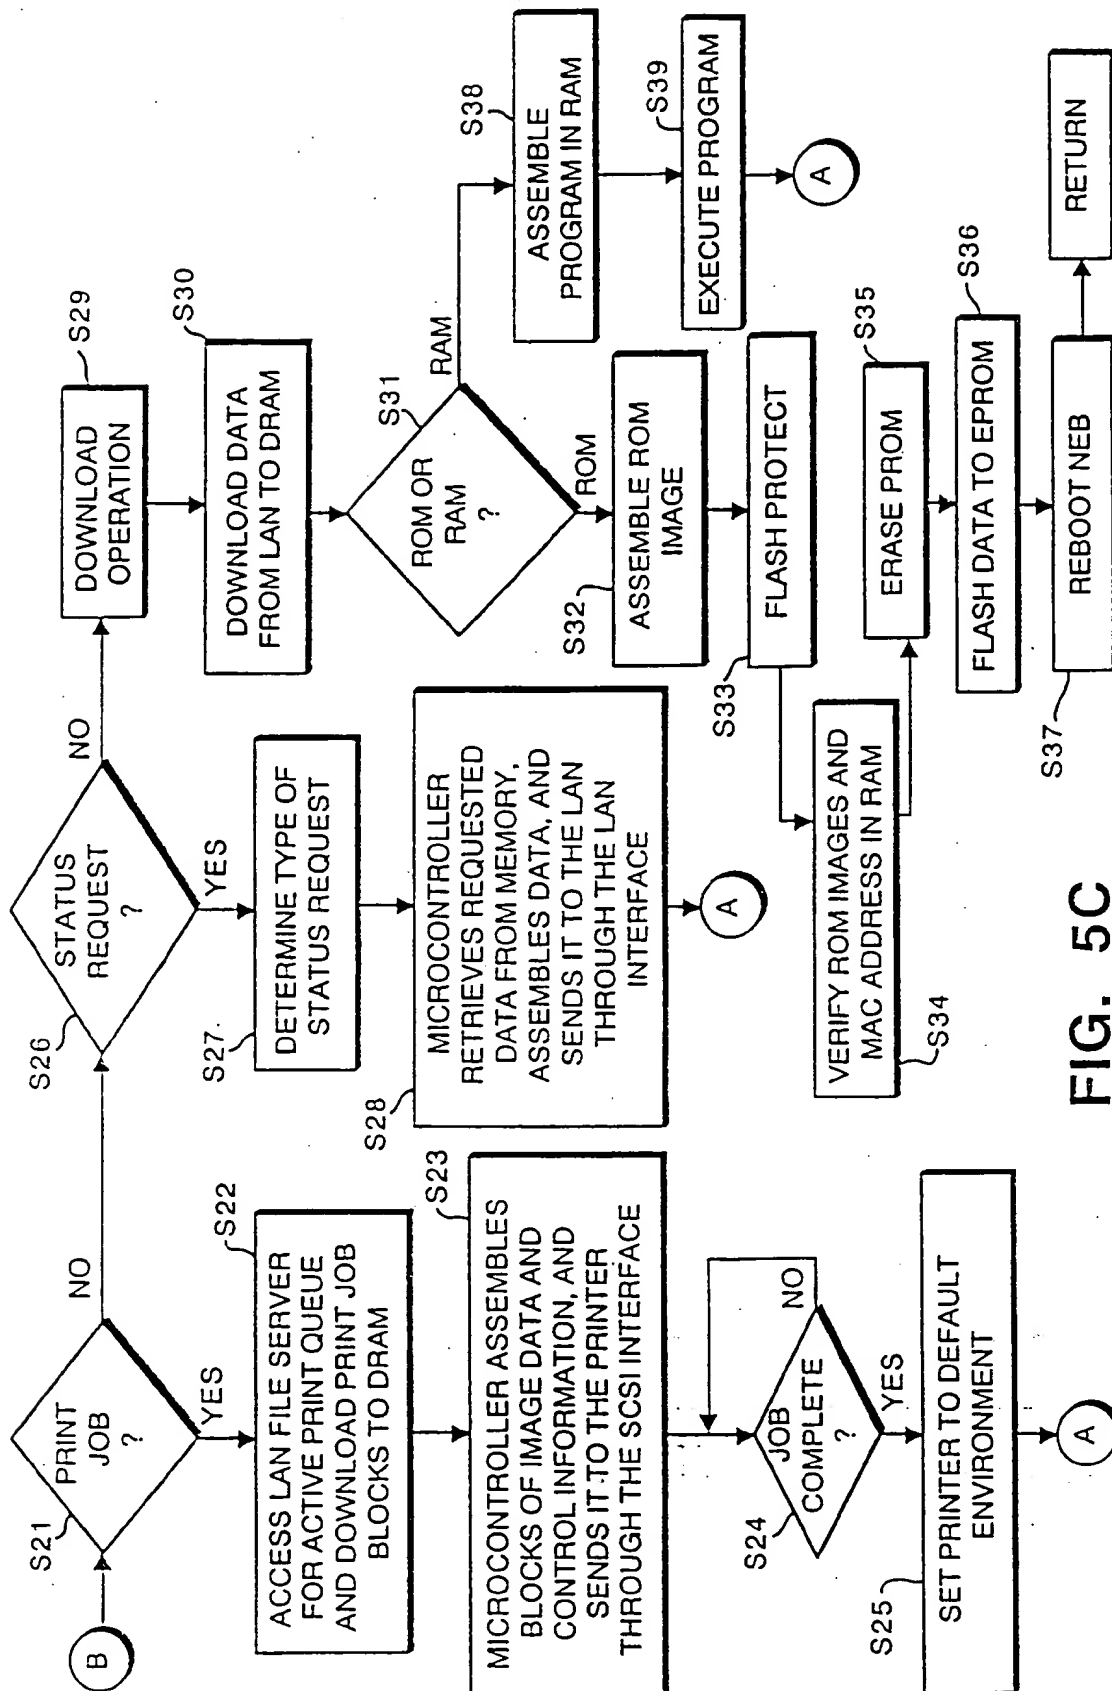 B
S21
PRINT
JOB
?
NO
YES
S22
ACCESS LAN FILE SERVER
FOR ACTIVE PRINT QUEUE
AND DOWNLOAD PRINT JOB
BLOCKS TO DRAM
S23
MICROCONTROLLER ASSEMBLES
BLOCKS OF IMAGE DATA AND
CONTROL INFORMATION, AND
SENDS IT TO THE PRINTER
THROUGH THE SCSI INTERFACE
S24
JOB
COMPLETE
?
NO
YES
S25
SET PRINTER TO DEFAULT
ENVIRONMENT
A
S26
STATUS
REQUEST
?
NO
YES
S27
DETERMINE TYPE OF
STATUS REQUEST
S28
MICROCONTROLLER
RETRIEVES REQUESTED
DATA FROM MEMORY,
ASSEMBLES DATA, AND
SENDS IT TO THE LAN
THROUGH THE LAN
INTERFACE
A
S29
DOWNLOAD
OPERATION
S30
DOWNLOAD DATA
FROM LAN TO DRAM
S31
ROM OR
RAM
?
RAM
ROM
S32
ASSEMBLE ROM
IMAGE
S33
FLASH PROTECT
VERIFY ROM IMAGES AND
MAC ADDRESS IN RAM
S34
S35
ERASE PROM
S36
FLASH DATA TO EPROM
S37
REBOOT NEB
RETURN
S38
ASSEMBLE
PROGRAM IN RAM
S39
EXECUTE PROGRAM
A
FIG. 5C